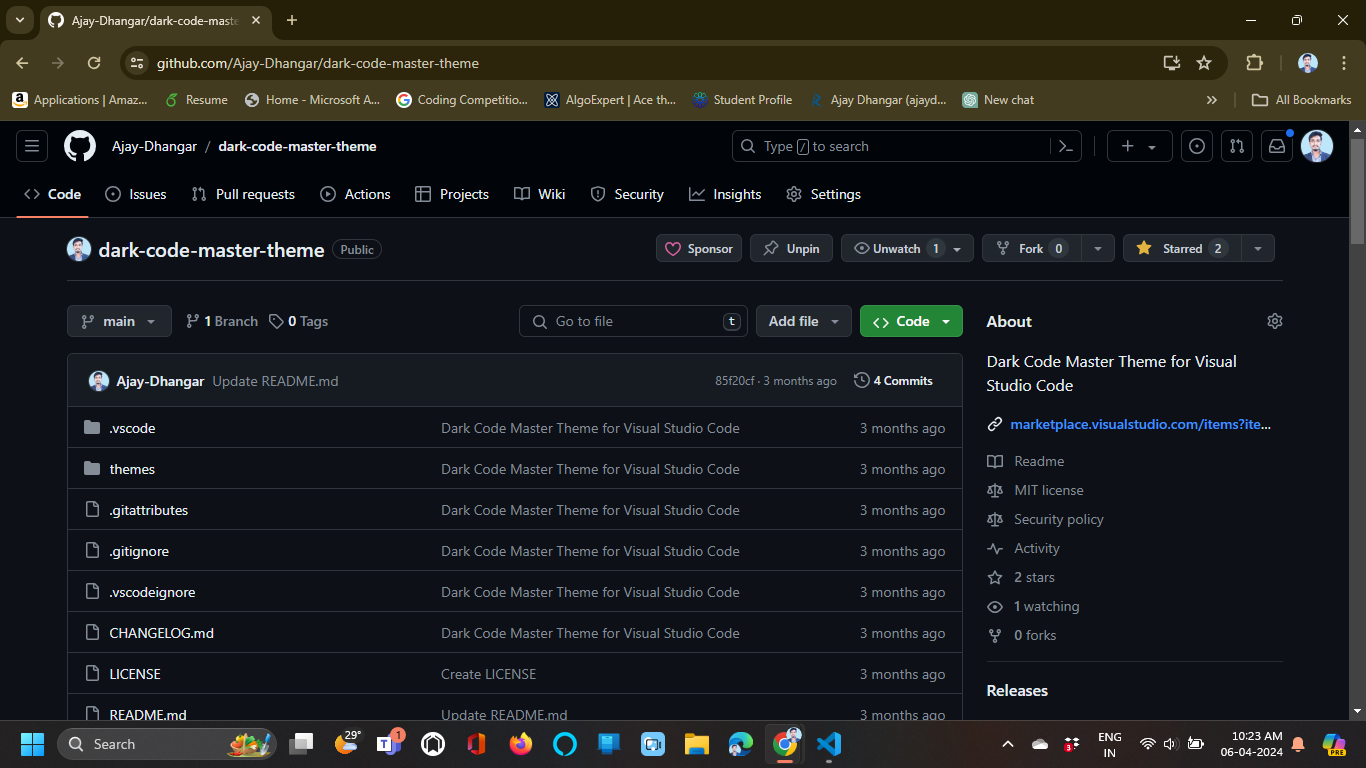 Ajay-Dhangar/dark-code-maste
github.com/Ajay-Dhangar/dark-code-master-theme
Applications | Amaz...
Resume
Home - Microsoft A...
Coding Competitio...
AlgoExpert | Ace th...
Student Profile
Ajay Dhangar (ajayd...
New chat
All Bookmarks
Ajay-Dhangar / dark-code-master-theme
Type / to search
Code
Issues
Pull requests
Actions
Projects
Wiki
Security
Insights
Settings
dark-code-master-theme Public
Sponsor
Unpin
Unwatch 1
Fork 0
Starred 2
main
1 Branch
0 Tags
Go to file t
Add file
Code
Ajay-Dhangar Update README.md 85f20cf · 3 months ago 4 Commits
.vscode Dark Code Master Theme for Visual Studio Code 3 months ago
themes Dark Code Master Theme for Visual Studio Code 3 months ago
.gitattributes Dark Code Master Theme for Visual Studio Code 3 months ago
.gitignore Dark Code Master Theme for Visual Studio Code 3 months ago
.vscodeignore Dark Code Master Theme for Visual Studio Code 3 months ago
CHANGELOG.md Dark Code Master Theme for Visual Studio Code 3 months ago
LICENSE Create LICENSE 3 months ago
README.md Update README.md 3 months ago
About
Dark Code Master Theme for Visual
Studio Code
marketplace.visualstudio.com/items?ite...
Readme
MIT license
Security policy
Activity
2 stars
1 watching
0 forks
Releases
Search
29°
1
3
ENG
IN
10:23 AM
06-04-2024
PRE